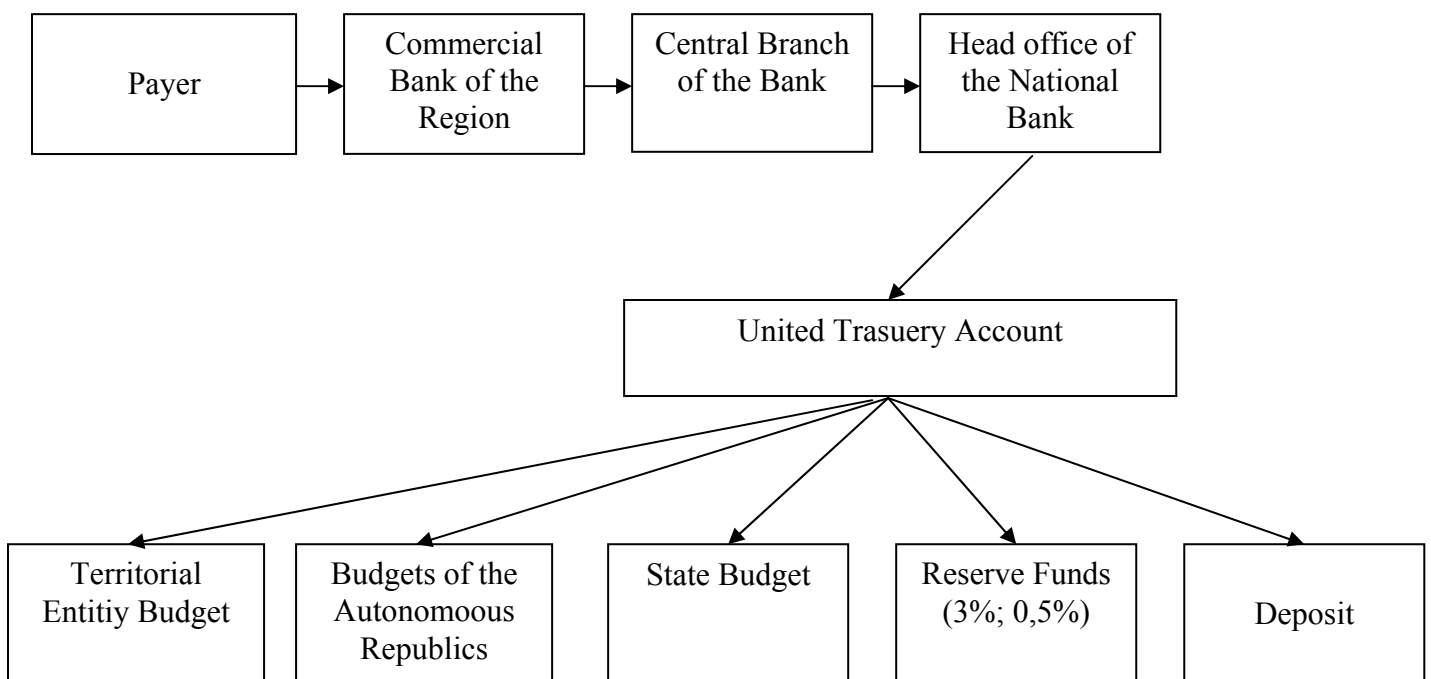 Payer
Commercial
Bank of the
Region
Central Branch
of the Bank
Head office of
the National
Bank
United Trasuery Account
Territorial
Entitiy Budget
Budgets of the
Autonomoous
Republics
State Budget
Reserve Funds
(3%; 0,5%)
Deposit